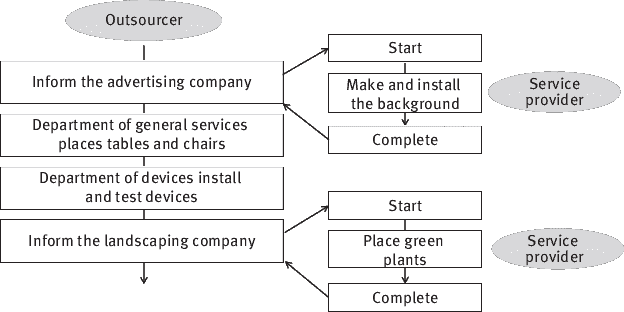 Outsourcer
Start
Inform the advertising company
Make and install
the background
Service
provider
Department of general services
places tables and chairs
Complete
Department of devices install
and test devices
Start
Inform the landscaping company
Place green
plants
Service
provider
Complete